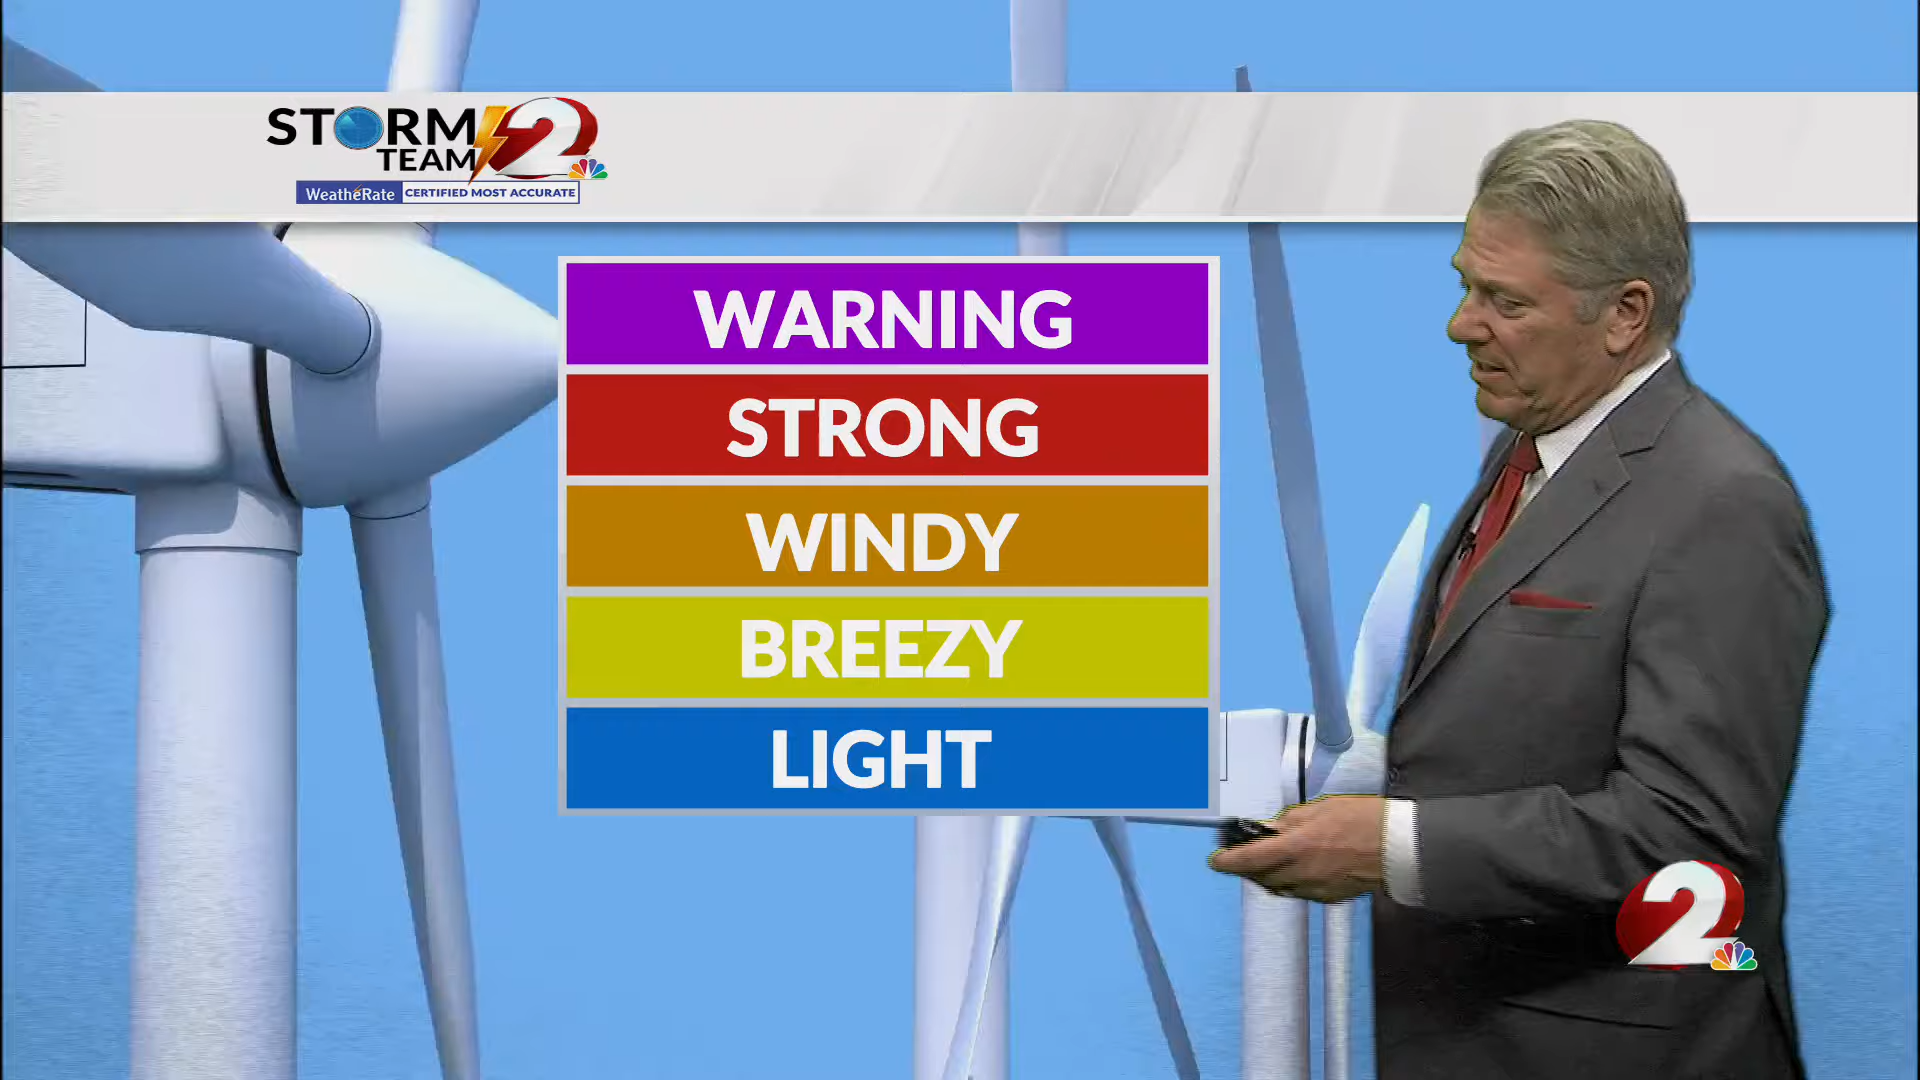 STORM
TEAM
2
WeatheRate CERTIFIED MOST ACCURATE
WARNING
STRONG
WINDY
BREEZY
LIGHT
2